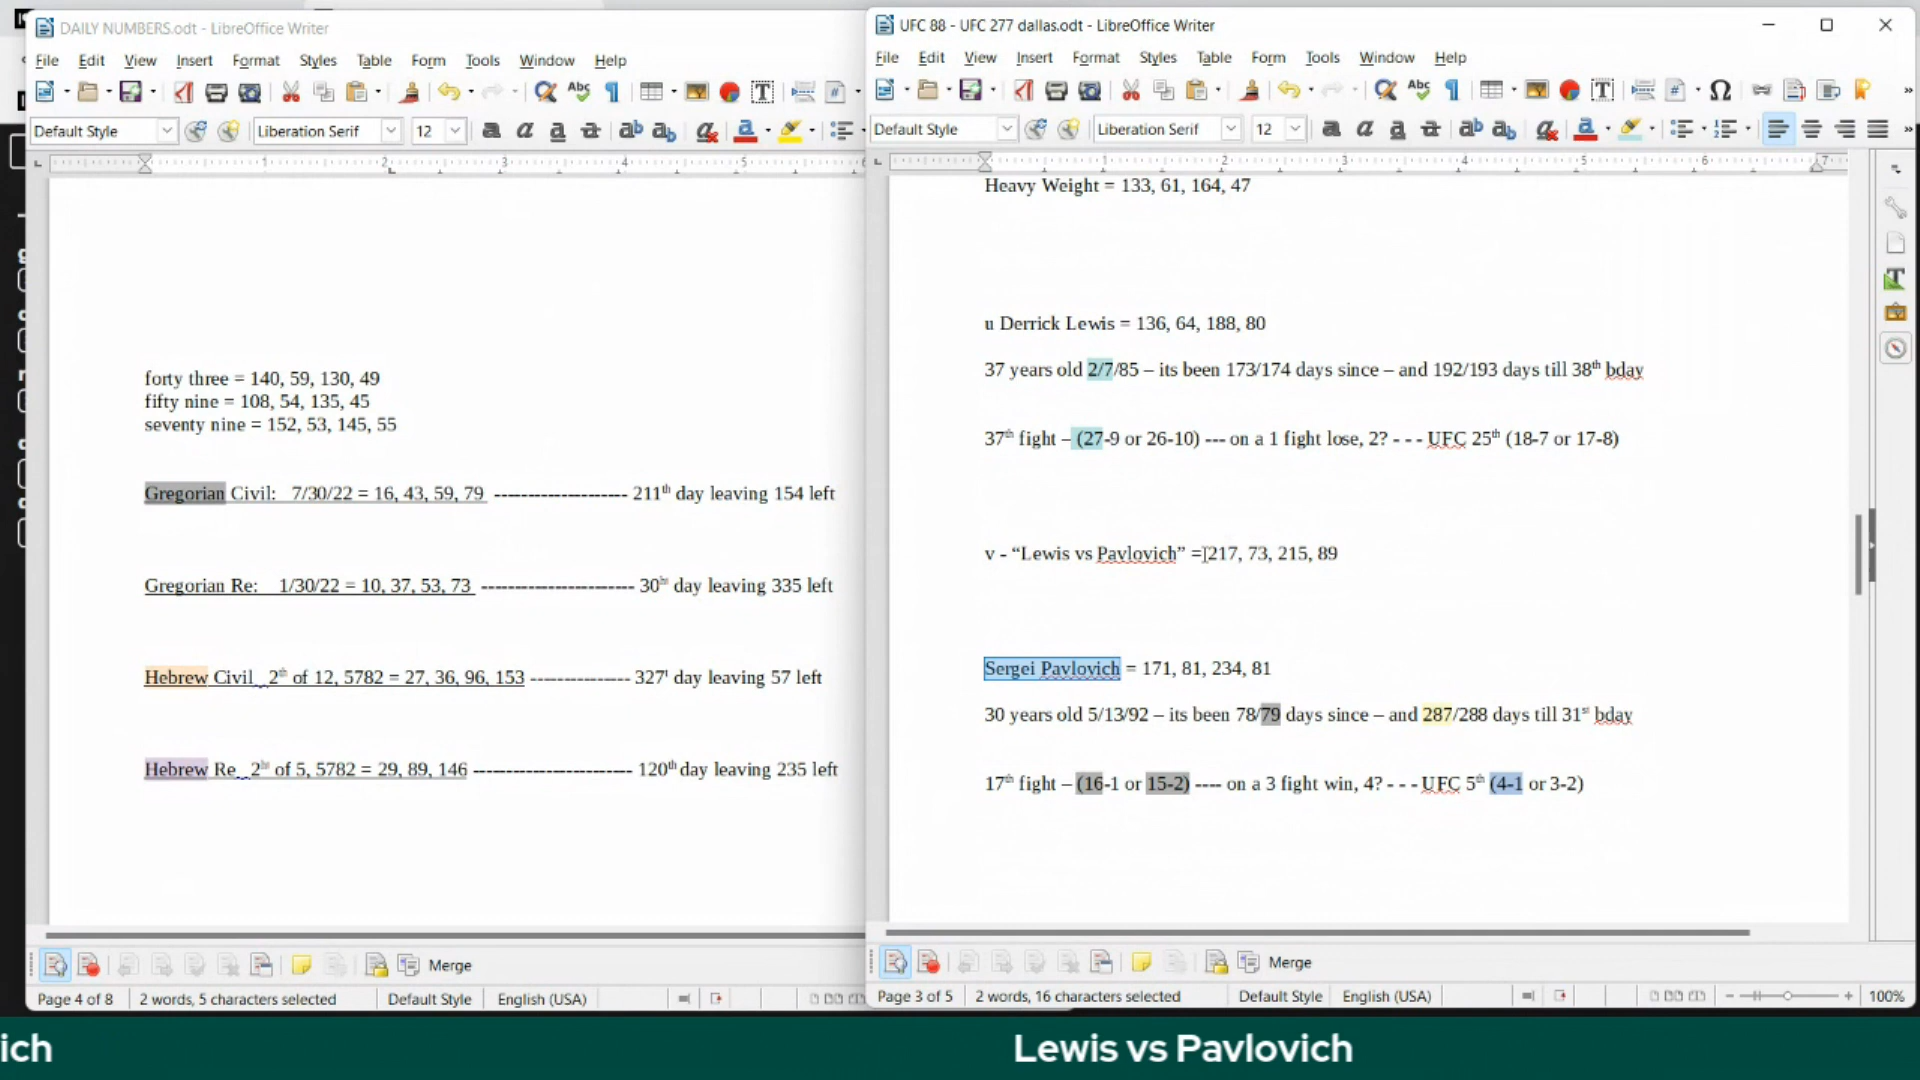 DAILY NUMBERS.odt - LibreOffice Writer
File Edit View Insert Format Styles Table Form Tools Window Help
Default Style Liberation Serif 12
forty three = 140, 59, 130, 49
fifty nine = 108, 54, 135, 45
seventy nine = 152, 53, 145, 55
Gregorian Civil: 7/30/22 = 16, 43, 59, 79 --------------------- 211th day leaving 154 left
Gregorian Re: 1/30/22 = 10, 37, 53, 73 ------------------------ 30 day leaving 335 left
Hebrew Civil 2th of 12, 5782 = 27, 36, 96, 153 ---------------- 327' day leaving 57 left
Hebrew Re 2 of 5, 5782 = 29, 89, 146 ------------------------- 120th day leaving 235 left
Merge
Page 4 of 8 2 words, 5 characters selected Default Style English (USA)
UFC 88 - UFC 277 dallas.odt - LibreOffice Writer
File Edit View Insert Format Styles Table Form Tools Window Help
Default Style Liberation Serif 12
Heavy Weight = 133, 61, 164, 47
u Derrick Lewis = 136, 64, 188, 80
37 years old 2/7/85 – its been 173/174 days since – and 192/193 days till 38th bday
37th fight – (27-9 or 26-10) --- on a 1 fight lose, 2? - - - UFC 25th (18-7 or 17-8)
v - “Lewis vs Pavlovich” = 217, 73, 215, 89
Sergei Pavlovich = 171, 81, 234, 81
30 years old 5/13/92 – its been 78/79 days since – and 287/288 days till 31st bday
17th fight – (16-1 or 15-2) ---- on a 3 fight win, 4? - - - UFC 5th (4-1 or 3-2)
Merge
Page 3 of 5 2 words, 16 characters selected Default Style English (USA) 100%
ich Lewis vs Pavlovich